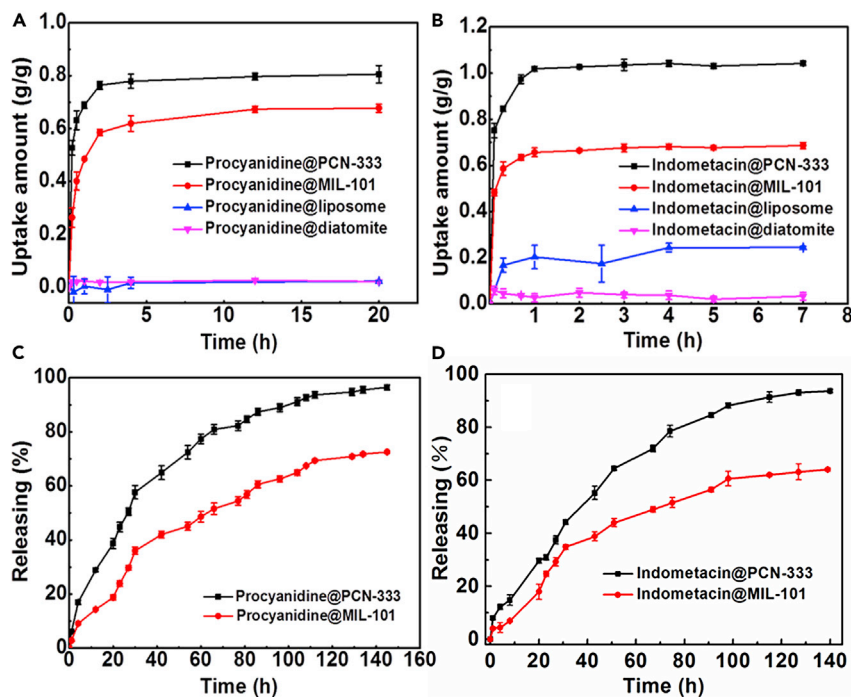 A
Uptake amount (g/g)
0.8
0.6
0.4
0.2
0.0
Procyanidine@PCN-333
Procyanidine@MIL-101
Procyanidine@liposome
Procyanidine@diatomite
0 5 10 15 20
Time (h)
B
Uptake amount (g/g)
1.2
1.0
0.8
0.6
0.4
0.2
0.0
Indometacin@PCN-333
Indometacin@MIL-101
Indometacin@liposome
Indometacin@diatomite
1 2 3 4 5 6 7 8
Time (h)
C
Releasing (%)
100
80
60
40
20
0
Procyanidine@PCN-333
Procyanidine@MIL-101
0 20 40 60 80 100 120 140 160
Time (h)
D
Releasing (%)
100
80
60
40
20
0
Indometacin@PCN-333
Indometacin@MIL-101
0 20 40 60 80 100 120 140
Time (h)